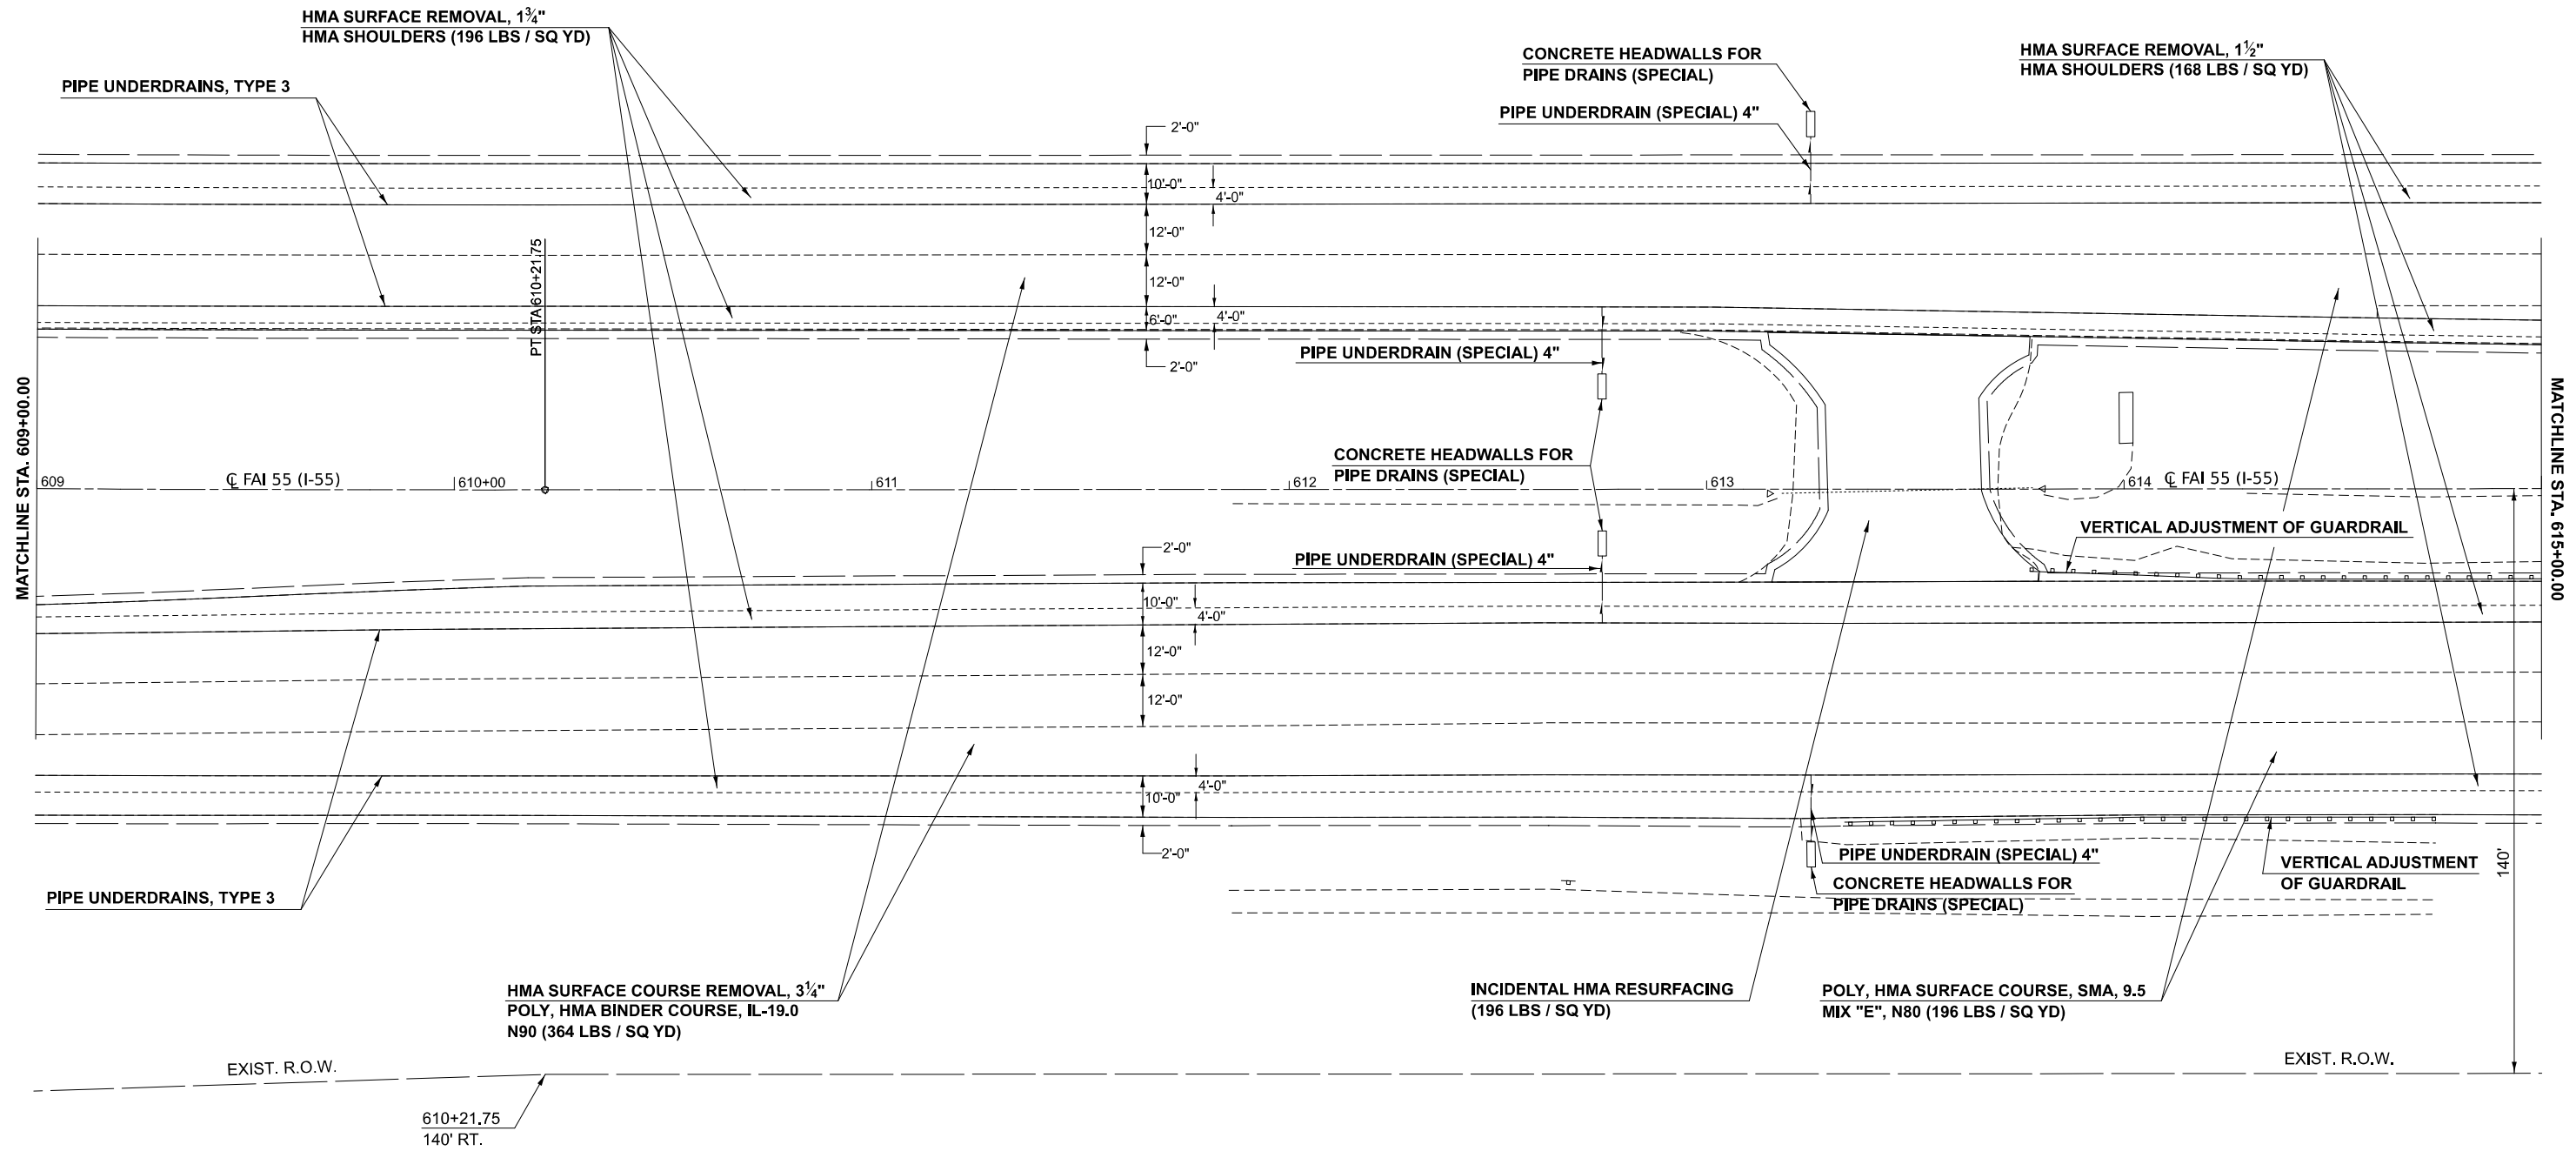 HMA SURFACE REMOVAL, 1¾"
HMA SHOULDERS (196 LBS / SQ YD)
PIPE UNDERDRAINS, TYPE 3
CONCRETE HEADWALLS FOR
PIPE DRAINS (SPECIAL)
PIPE UNDERDRAIN (SPECIAL) 4"
HMA SURFACE REMOVAL, 1½"
HMA SHOULDERS (168 LBS / SQ YD)
2'-0"
10'-0"
4'-0"
12'-0"
12'-0"
6'-0"
4'-0"
2'-0"
PT STA 610+21.75
PIPE UNDERDRAIN (SPECIAL) 4"
CONCRETE HEADWALLS FOR
PIPE DRAINS (SPECIAL)
MATCHLINE STA. 609+00.00
609
℄ FAI 55 (I-55)
610+00
611
612
613
614
℄ FAI 55 (I-55)
MATCHLINE STA. 615+00.00
VERTICAL ADJUSTMENT OF GUARDRAIL
PIPE UNDERDRAIN (SPECIAL) 4"
2'-0"
10'-0"
4'-0"
12'-0"
12'-0"
4'-0"
10'-0"
2'-0"
PIPE UNDERDRAIN (SPECIAL) 4"
CONCRETE HEADWALLS FOR
PIPE DRAINS (SPECIAL)
VERTICAL ADJUSTMENT
OF GUARDRAIL
140'
PIPE UNDERDRAINS, TYPE 3
HMA SURFACE COURSE REMOVAL, 3¼"
POLY, HMA BINDER COURSE, IL-19.0
N90 (364 LBS / SQ YD)
INCIDENTAL HMA RESURFACING
(196 LBS / SQ YD)
POLY, HMA SURFACE COURSE, SMA, 9.5
MIX "E", N80 (196 LBS / SQ YD)
EXIST. R.O.W.
EXIST. R.O.W.
610+21.75
140' RT.